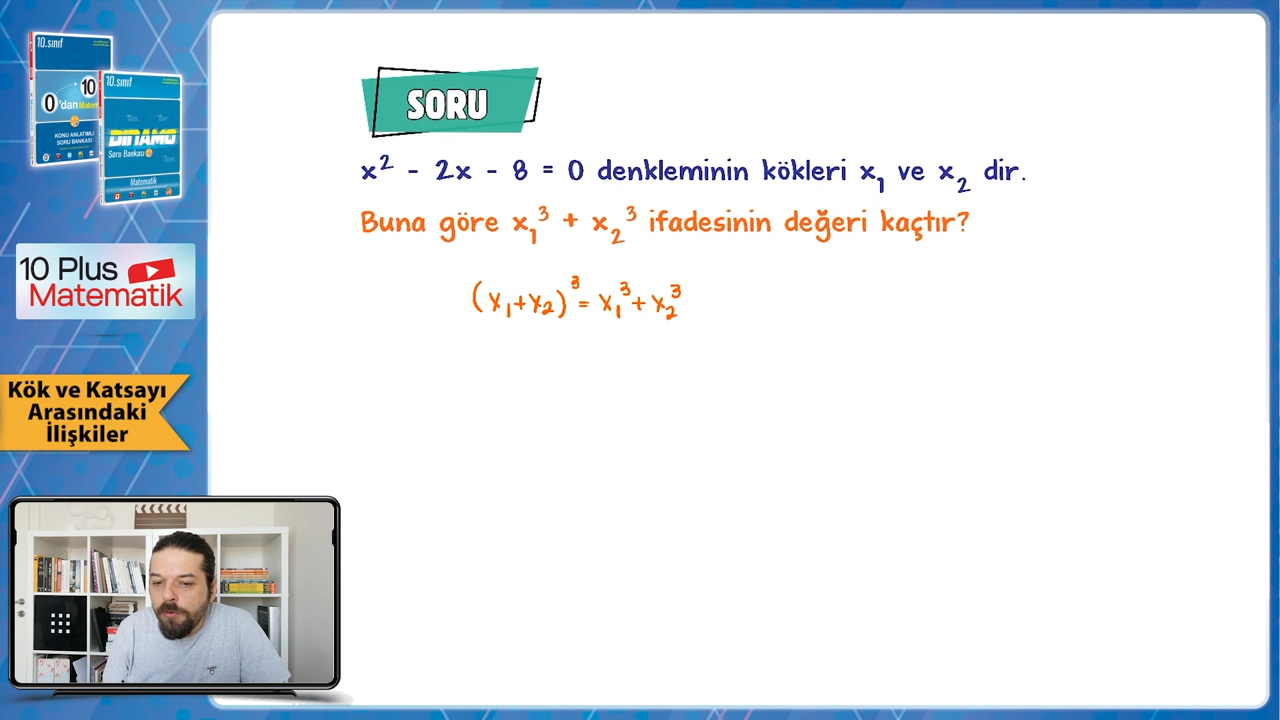 10.sınıf
0'dan 10
KONU ANLATIMLI
SORU BANKASI
10.sınıf
DİNAMO
Soru Bankası
Matematik
10 Plus
Matematik
Kök ve Katsayı
Arasındaki
İlişkiler
SORU
x² - 2x - 8 = 0 denkleminin kökleri x₁ ve x₂ dir.
Buna göre x₁³ + x₂³ ifadesinin değeri kaçtır?
(x₁+x₂)³ = x₁³ + x₂³